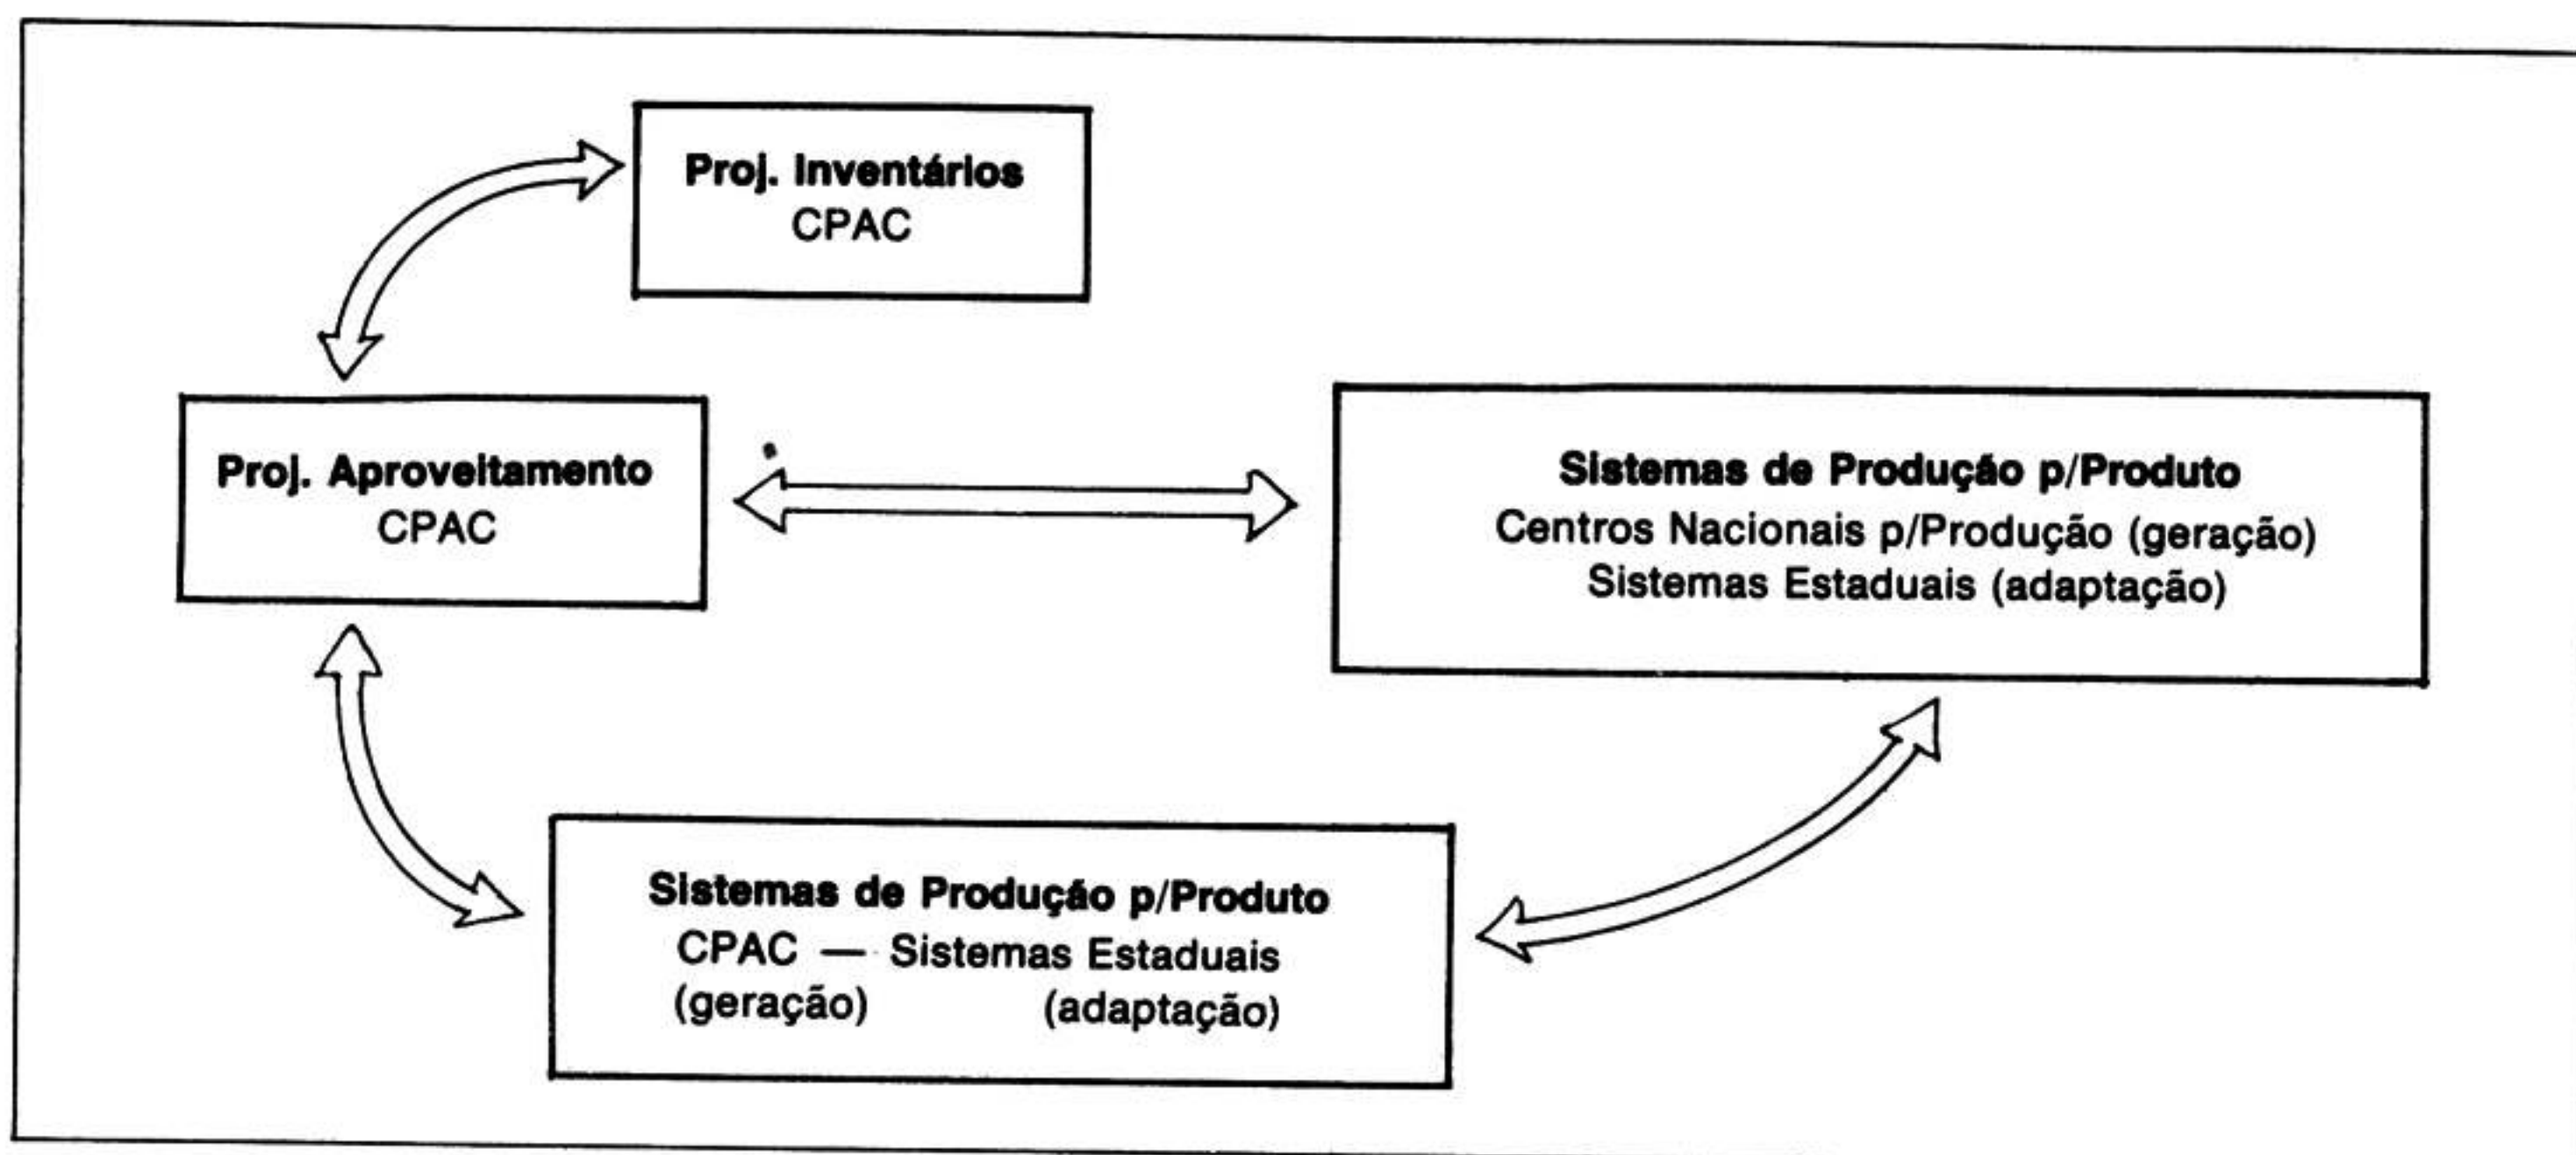 Proj. Inventários
CPAC
Proj. Aproveitamento
CPAC
Sistemas de Produção p/Produto
Centros Nacionais p/Produção (geração)
Sistemas Estaduais (adaptação)
Sistemas de Produção p/Produto
CPAC — Sistemas Estaduais
(geração) (adaptação)